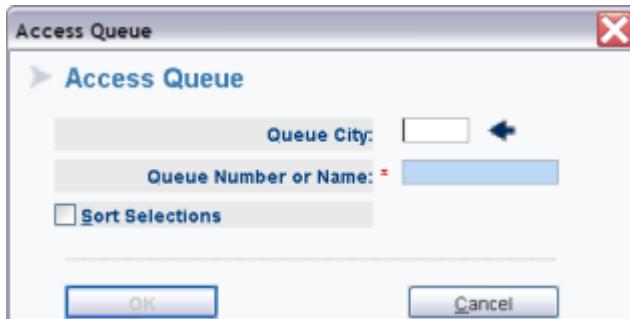 Access Queue
Access Queue
Queue City:
Queue Number or Name: *
Sort Selections
OK Cancel